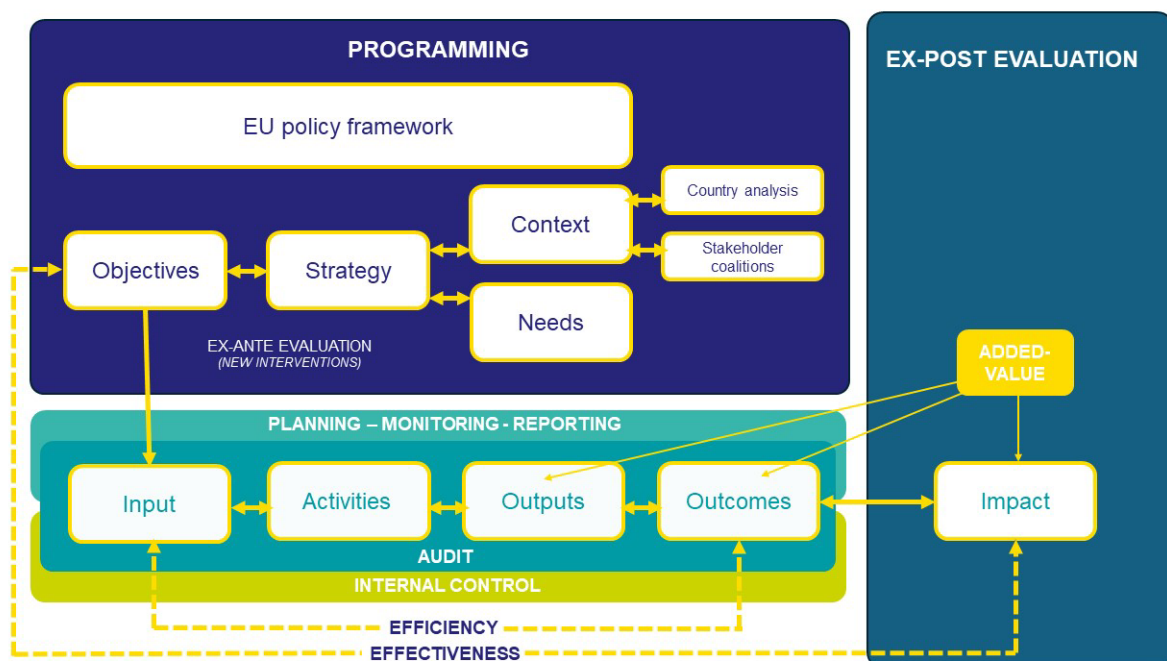 PROGRAMMING
EX-POST EVALUATION
EU policy framework
Country analysis
Context
Stakeholder
coalitions
Objectives
Strategy
Needs
EX-ANTE EVALUATION
(NEW INTERVENTIONS)
ADDED-
VALUE
PLANNING – MONITORING - REPORTING
Input
Activities
Outputs
Outcomes
Impact
AUDIT
INTERNAL CONTROL
EFFICIENCY
EFFECTIVENESS